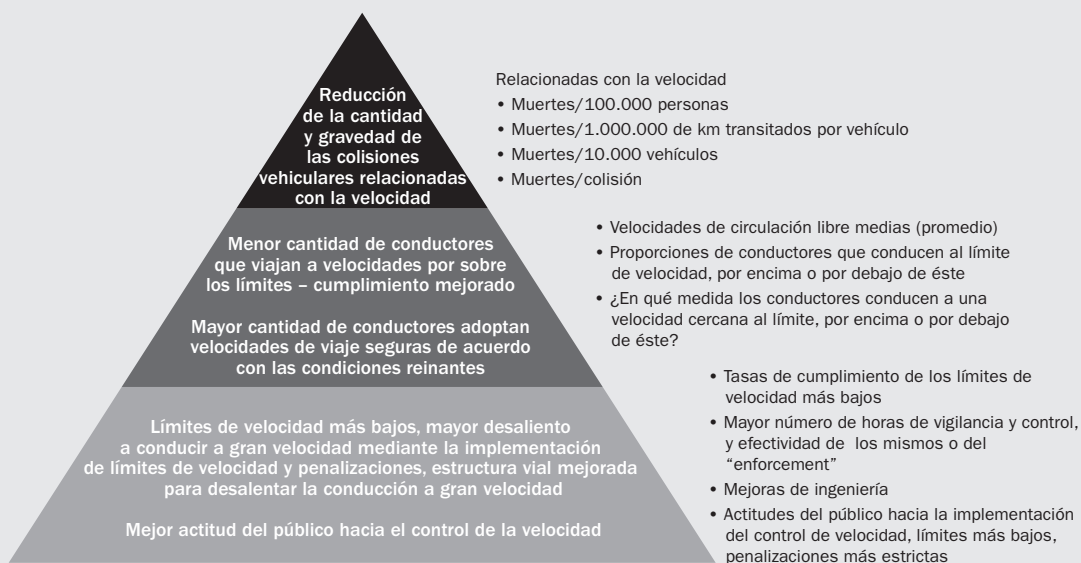 Reducción
de la cantidad
y gravedad de
las colisiones
vehiculares relacionadas
con la velocidad
Relacionadas con la velocidad
• Muertes/100.000 personas
• Muertes/1.000.000 de km transitados por vehículo
• Muertes/10.000 vehículos
• Muertes/colisión
Menor cantidad de conductores
que viajan a velocidades por sobre
los límites – cumplimiento mejorado
Mayor cantidad de conductores adoptan
velocidades de viaje seguras de acuerdo
con las condiciones reinantes
• Velocidades de circulación libre medias (promedio)
• Proporciones de conductores que conducen al límite
de velocidad, por encima o por debajo de éste
• ¿En qué medida los conductores conducen a una
velocidad cercana al límite, por encima o por debajo
de éste?
Límites de velocidad más bajos, mayor desaliento
a conducir a gran velocidad mediante la implementación
de límites de velocidad y penalizaciones, estructura vial mejorada
para desalentar la conducción a gran velocidad
Mejor actitud del público hacia el control de la velocidad
• Tasas de cumplimiento de los límites de
velocidad más bajos
• Mayor número de horas de vigilancia y control,
y efectividad de los mismos o del
“enforcement”
• Mejoras de ingeniería
• Actitudes del público hacia la implementación
del control de velocidad, límites más bajos,
penalizaciones más estrictas